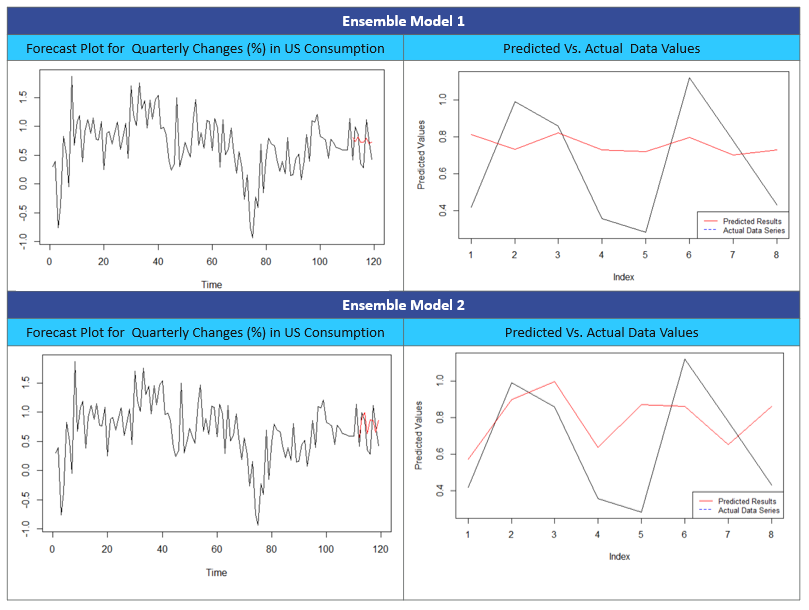 Ensemble Model 1
Forecast Plot for Quarterly Changes (%) in US Consumption
Predicted Vs. Actual Data Values
1.5
1.0
0.5
0.0
-0.5
-1.0
0 20 40 60 80 100 120
Time
Predicted Values
1.0
0.8
0.6
0.4
Predicted Results
Actual Data Series
1 2 3 4 5 6 7 8
Index
Ensemble Model 2
Forecast Plot for Quarterly Changes (%) in US Consumption
Predicted Vs. Actual Data Values
1.5
1.0
0.5
0.0
-0.5
-1.0
0 20 40 60 80 100 120
Time
Predicted Values
1.0
0.8
0.6
0.4
Predicted Results
Actual Data Series
1 2 3 4 5 6 7 8
Index